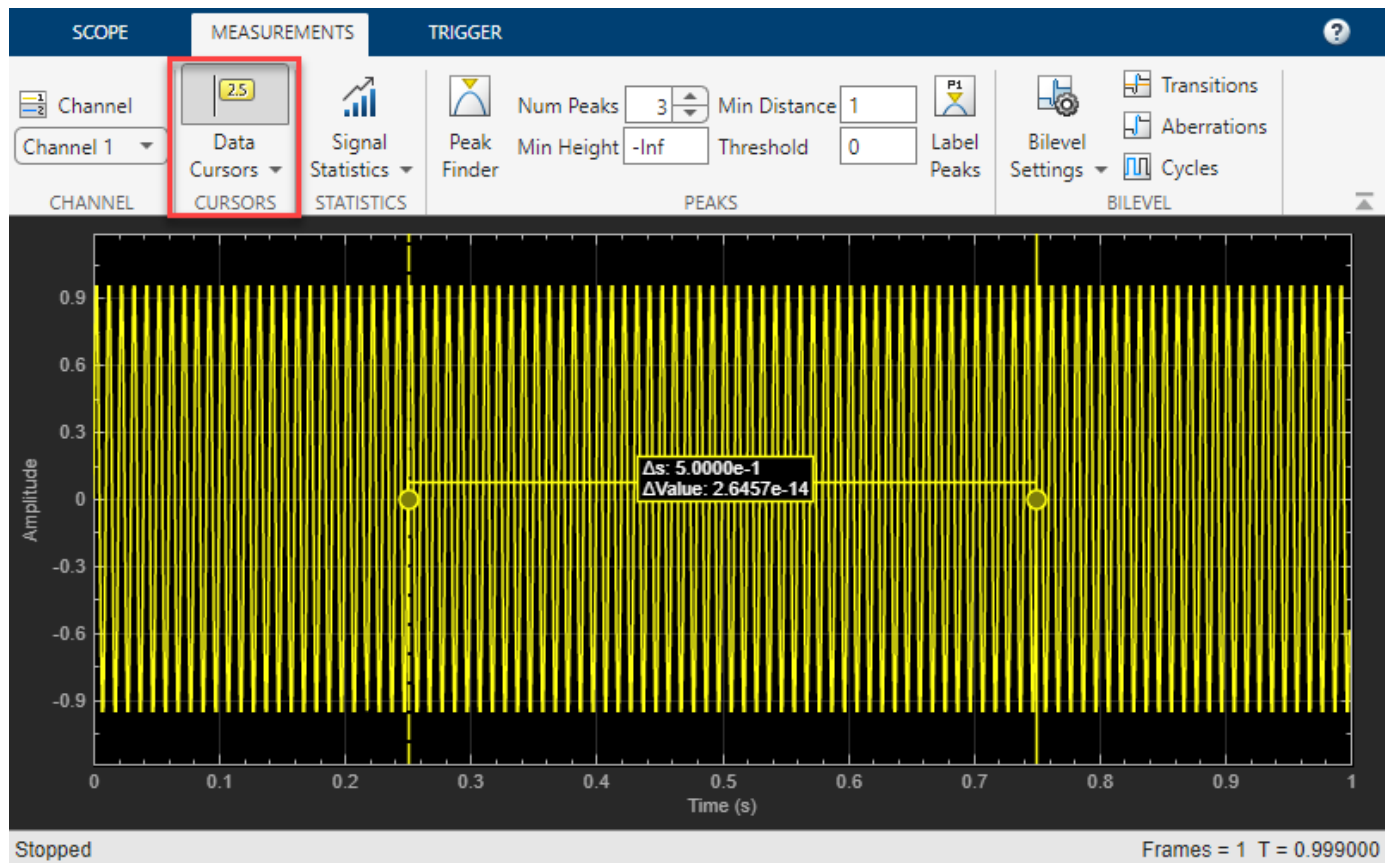 SCOPE MEASUREMENTS TRIGGER ?
Channel
Channel 1
CHANNEL
2.5
Data
Cursors
CURSORS
Signal
Statistics
STATISTICS
Peak
Finder
Num Peaks 3 Min Distance 1
Min Height -Inf Threshold 0
P1
Label
Peaks
PEAKS
Bilevel
Settings
Transitions
Aberrations
Cycles
BILEVEL
Amplitude
0.9
0.6
0.3
0
-0.3
-0.6
-0.9
Δs: 5.0000e-1
ΔValue: 2.6457e-14
0 0.1 0.2 0.3 0.4 0.5 0.6 0.7 0.8 0.9 1
Time (s)
Stopped Frames = 1 T = 0.999000